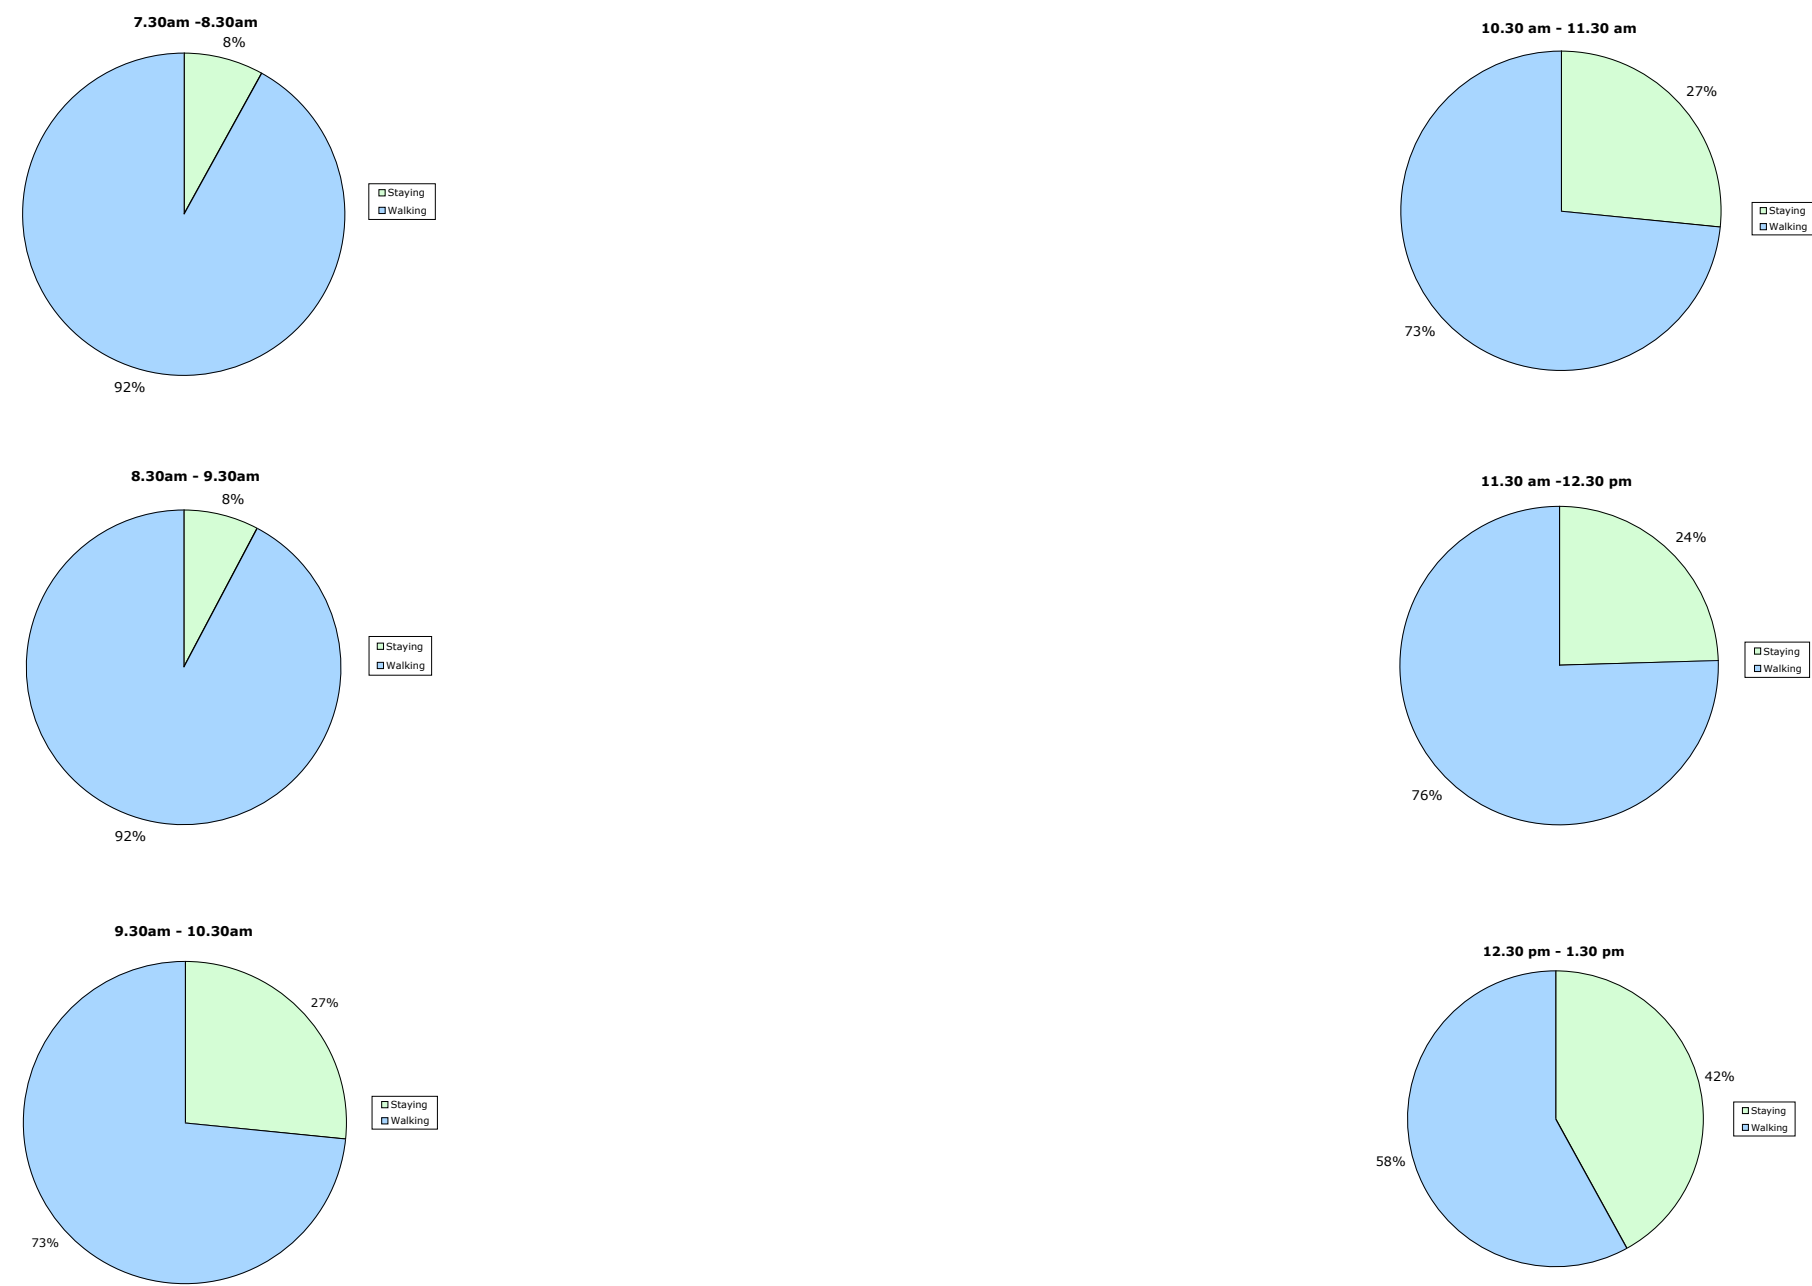 7.30am -8.30am
8%
Staying
Walking
92%
8.30am - 9.30am
8%
Staying
Walking
92%
9.30am - 10.30am
27%
Staying
Walking
73%
10.30 am - 11.30 am
27%
Staying
Walking
73%
11.30 am -12.30 pm
24%
Staying
Walking
76%
12.30 pm - 1.30 pm
42%
Staying
Walking
58%